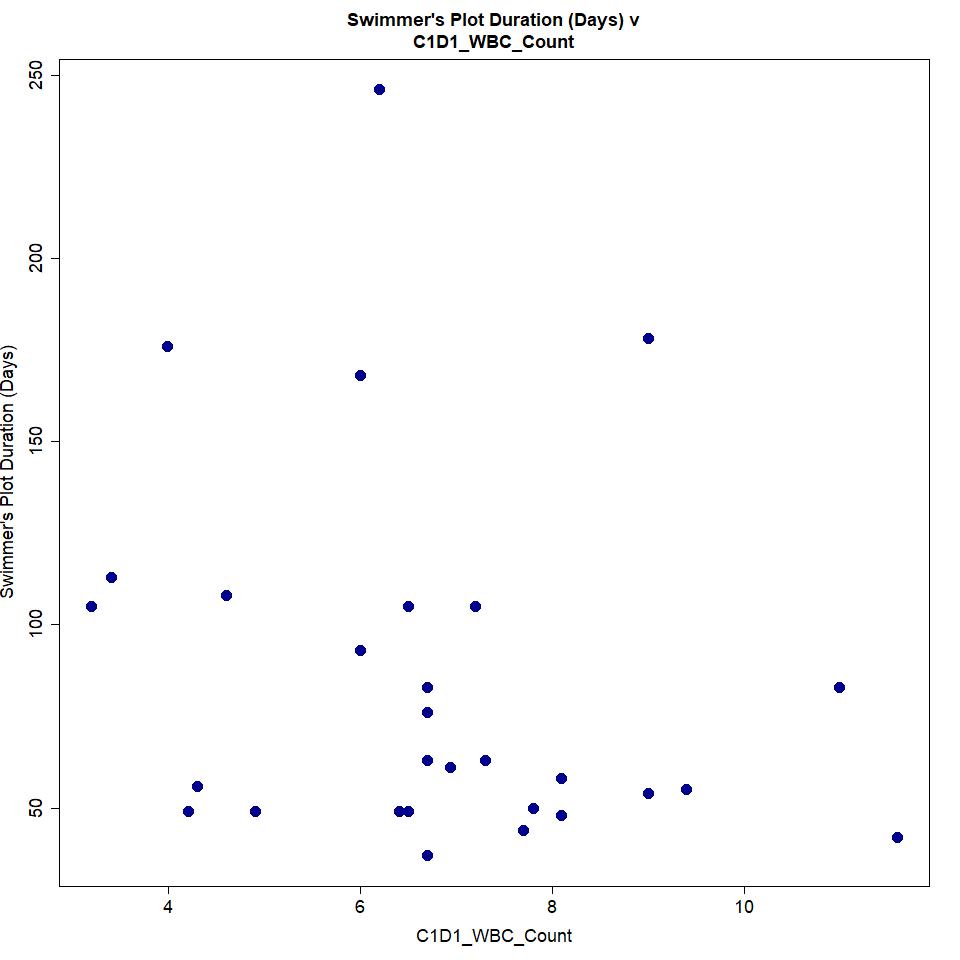 Swimmer's Plot Duration (Days) v
C1D1_WBC_Count
Swimmer's Plot Duration (Days)
250
200
150
100
50
4 6 8 10
C1D1_WBC_Count